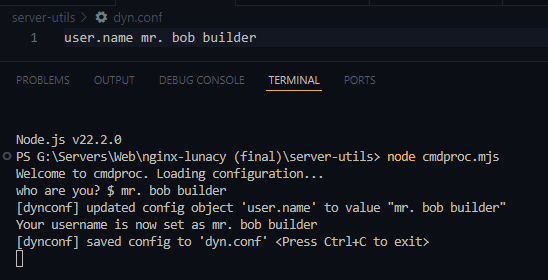 server-utils > dyn.conf
1 user.name mr. bob builder
PROBLEMS OUTPUT DEBUG CONSOLE TERMINAL PORTS
Node.js v22.2.0
PS G:\Servers\Web\nginx-lunacy (final)\server-utils> node cmdproc.mjs
Welcome to cmdproc. Loading configuration...
who are you? $ mr. bob builder
[dynconf] updated config object 'user.name' to value "mr. bob builder"
Your username is now set as mr. bob builder
[dynconf] saved config to 'dyn.conf' <Press Ctrl+C to exit>